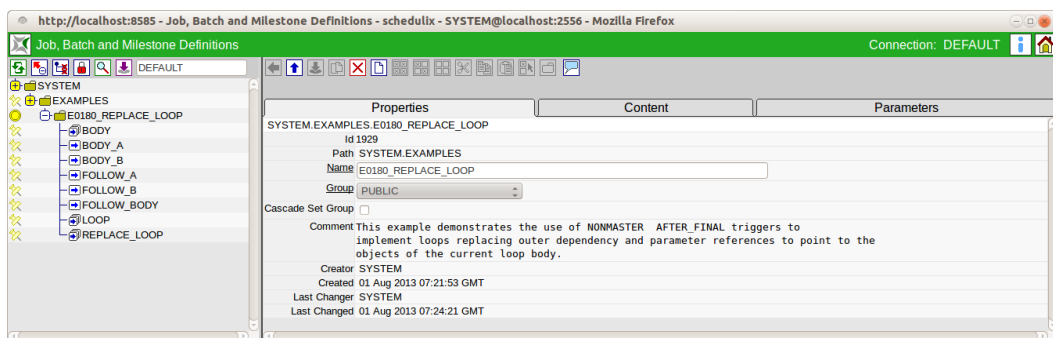 http://localhost:8585 - Job, Batch and Milestone Definitions - schedulix - SYSTEM@localhost:2556 - Mozilla Firefox
Job, Batch and Milestone Definitions
Connection: DEFAULT
DEFAULT
SYSTEM
EXAMPLES
E0180_REPLACE_LOOP
BODY
BODY_A
BODY_B
FOLLOW_A
FOLLOW_B
FOLLOW_BODY
LOOP
REPLACE_LOOP
Properties
Content
Parameters
SYSTEM.EXAMPLES.E0180_REPLACE_LOOP
Id 1929
Path SYSTEM.EXAMPLES
Name E0180_REPLACE_LOOP
Group PUBLIC
Cascade Set Group
Comment This example demonstrates the use of NONMASTER  AFTER_FINAL triggers to
implement loops replacing outer dependency and parameter references to point to the
objects of the current loop body.
Creator SYSTEM
Created 01 Aug 2013 07:21:53 GMT
Last Changer SYSTEM
Last Changed 01 Aug 2013 07:24:21 GMT